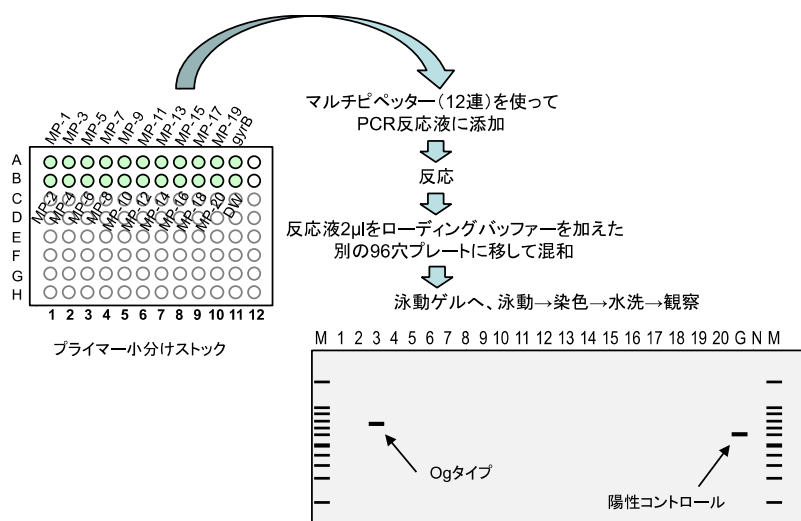 マルチピペッター（12連）を使って
PCR反応液に添加
反応
反応液2μlをローディングバッファーを加えた
別の96穴プレートに移して混和
泳動ゲルへ、泳動→染色→水洗→観察
MP-1 MP-3 MP-5 MP-7 MP-9 MP-11 MP-13 MP-15 MP-17 MP-19 gyrB
A
B
MP-2 MP-4 MP-6 MP-8 MP-10 MP-12 MP-14 MP-16 MP-18 MP-20 DW
C
D
E
F
G
H
1 2 3 4 5 6 7 8 9 10 11 12
プライマー小分けストック
M 1 2 3 4 5 6 7 8 9 10 11 12 13 14 15 16 17 18 19 20 G N M
Ogタイプ
陽性コントロール